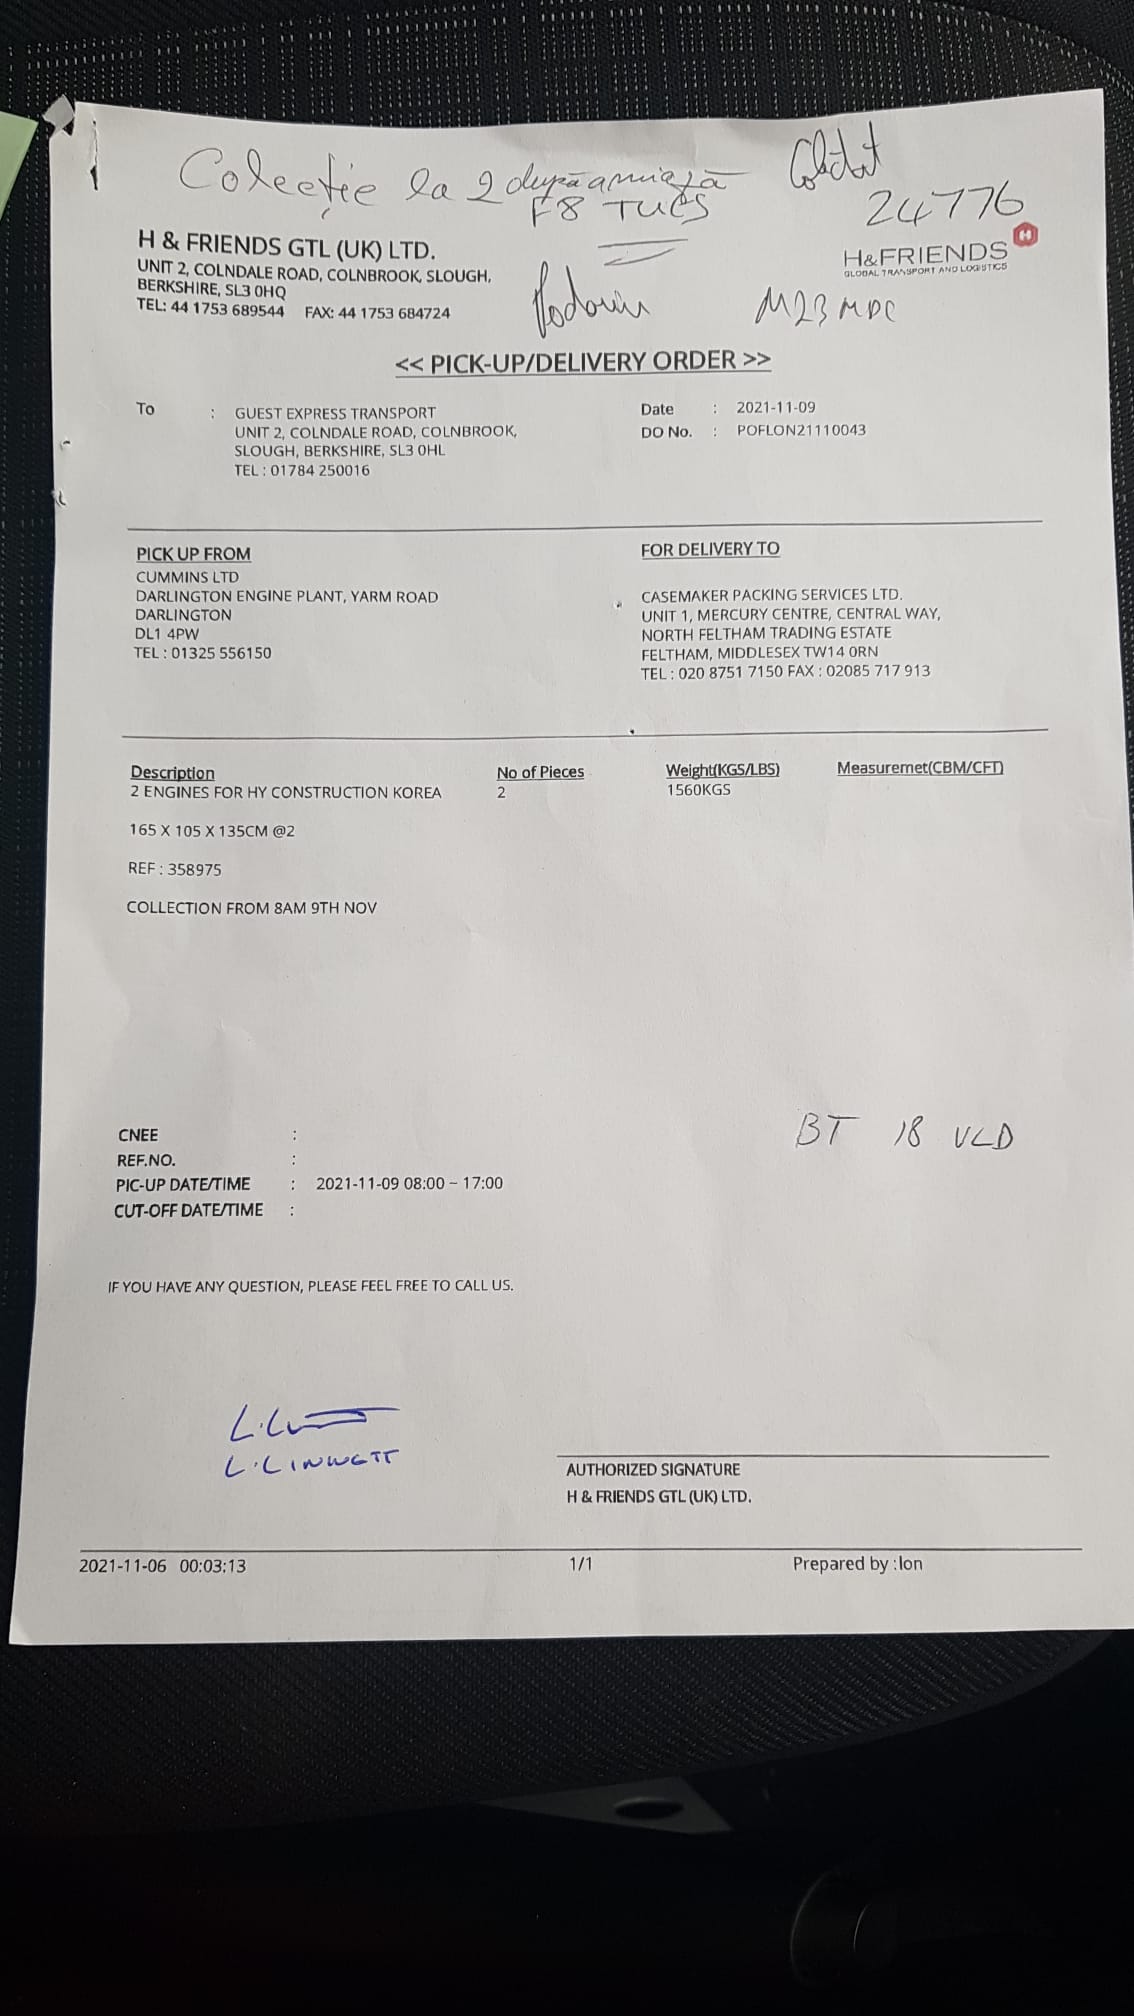 Colecție la 2 după amiază
F8 TUES
24776
H & FRIENDS GTL (UK) LTD.
UNIT 2, COLNDALE ROAD, COLNBROOK, SLOUGH,
BERKSHIRE, SL3 0HQ
TEL: 44 1753 689544 FAX: 44 1753 684724
H&FRIENDS
GLOBAL TRANSPORT AND LOGISTICS
M23 MDC
<< PICK-UP/DELIVERY ORDER >>
To : GUEST EXPRESS TRANSPORT
UNIT 2, COLNDALE ROAD, COLNBROOK,
SLOUGH, BERKSHIRE, SL3 0HL
TEL : 01784 250016
Date : 2021-11-09
DO No. : POFLON21110043
PICK UP FROM
CUMMINS LTD
DARLINGTON ENGINE PLANT, YARM ROAD
DARLINGTON
DL1 4PW
TEL : 01325 556150
FOR DELIVERY TO
CASEMAKER PACKING SERVICES LTD.
UNIT 1, MERCURY CENTRE, CENTRAL WAY,
NORTH FELTHAM TRADING ESTATE
FELTHAM, MIDDLESEX TW14 0RN
TEL : 020 8751 7150 FAX : 02085 717 913
Description No of Pieces Weight(KGS/LBS) Measuremet(CBM/CFT)
2 ENGINES FOR HY CONSTRUCTION KOREA 2 1560KGS
165 X 105 X 135CM @2
REF : 358975
COLLECTION FROM 8AM 9TH NOV
BT 18 VLD
CNEE :
REF.NO. :
PIC-UP DATE/TIME : 2021-11-09 08:00 ~ 17:00
CUT-OFF DATE/TIME :
IF YOU HAVE ANY QUESTION, PLEASE FEEL FREE TO CALL US.
L.LINWETT
AUTHORIZED SIGNATURE
H & FRIENDS GTL (UK) LTD.
2021-11-06 00:03:13 1/1 Prepared by :lon